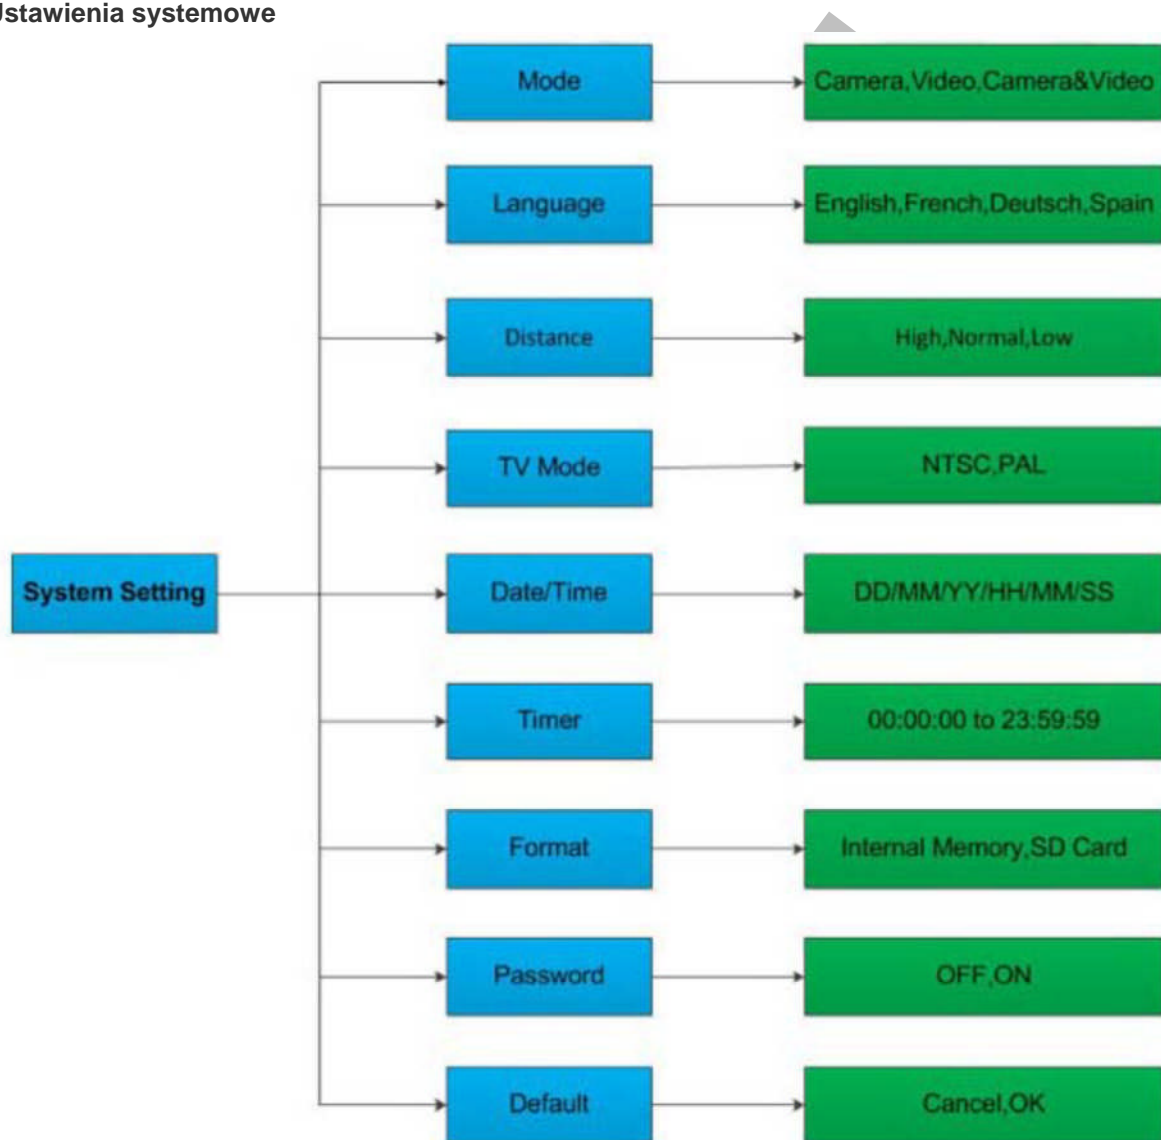 Ustawienia systemowe
Mode
Camera,Video,Camera&Video
Language
English,French,Deutsch,Spain
Distance
High,Normal,Low
TV Mode
NTSC,PAL
System Setting
Date/Time
DD/MM/YY/HH/MM/SS
Timer
00:00:00 to 23:59:59
Format
Internal Memory,SD Card
Password
OFF,ON
Default
Cancel,OK